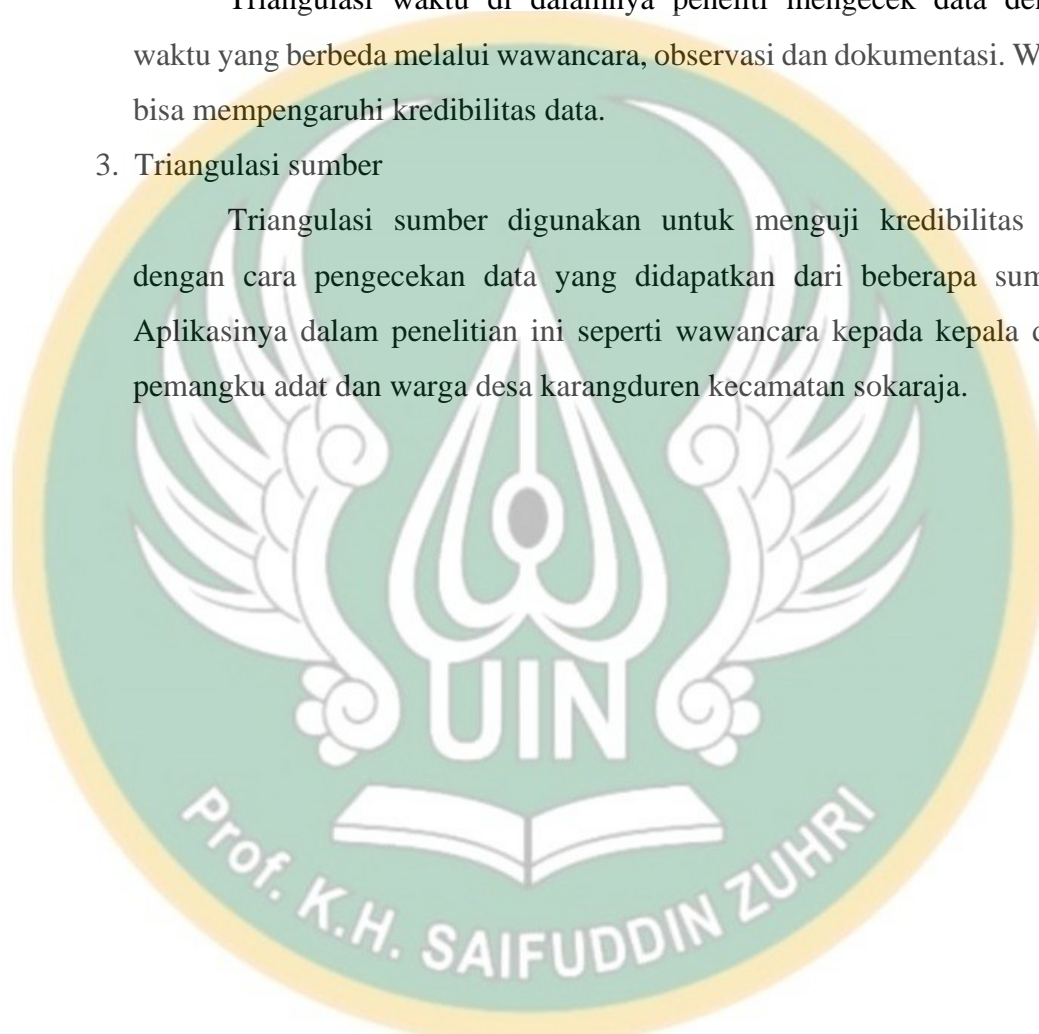 Triangulasi waktu di dalamnya peneliti mengecek data
waktu yang berbeda melalui wawancara, observasi dan dokumentasi.
bisa mempengaruhi kredibilitas data.
3. Triangulasi sumber
Triangulasi sumber digunakan untuk menguji kredibilitas
dengan cara pengecekan data yang didapatkan dari beberapa
Aplikasinya dalam penelitian ini seperti wawancara kepada kepala
pemangku adat dan warga desa karangduren kecamatan sokaraja.
UIN
Prof. K.H. SAIFUDDIN ZUHRI